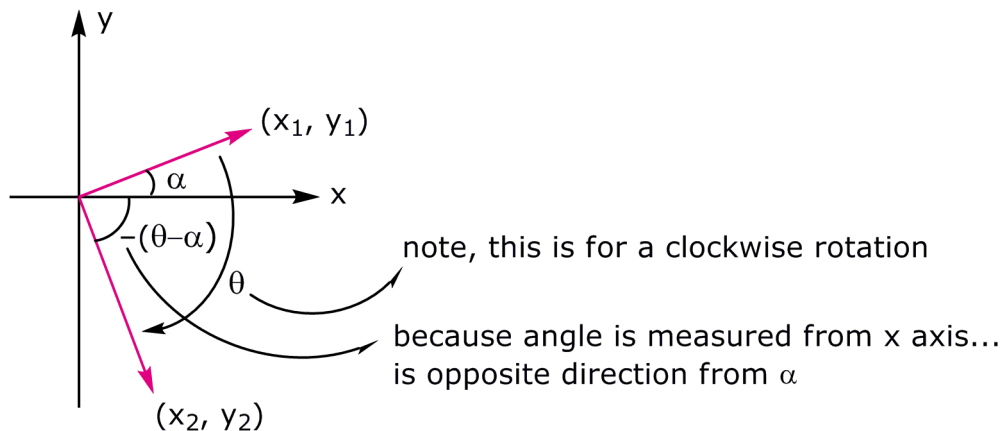 y
(x₁, y₁)
α
x
–(θ–α)
note, this is for a clockwise rotation
θ
because angle is measured from x axis...
is opposite direction from α
(x₂, y₂)